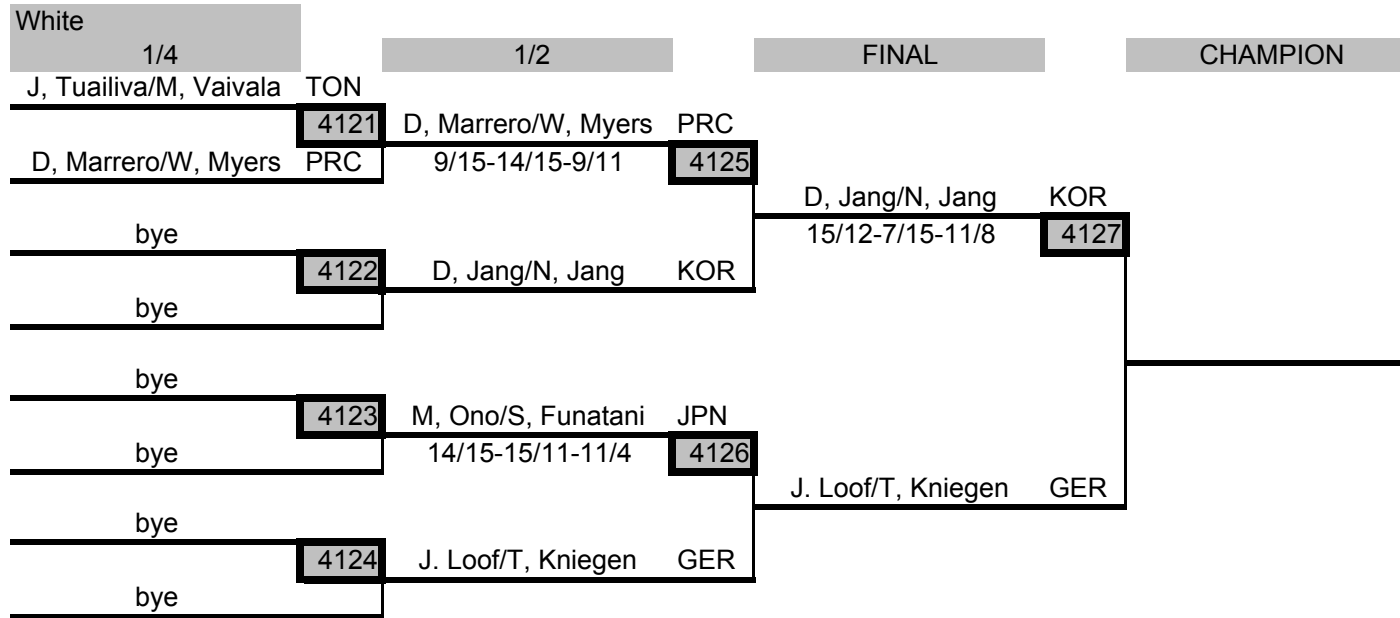 White
1/4 1/2 FINAL CHAMPION
J, Tuailiva/M, Vaivala TON
4121 D, Marrero/W, Myers PRC
D, Marrero/W, Myers PRC 9/15-14/15-9/11 4125
D, Jang/N, Jang KOR
bye 15/12-7/15-11/8 4127
4122 D, Jang/N, Jang KOR
bye
bye
4123 M, Ono/S, Funatani JPN
bye 14/15-15/11-11/4 4126
J. Loof/T, Kniegen GER
bye
4124 J. Loof/T, Kniegen GER
bye